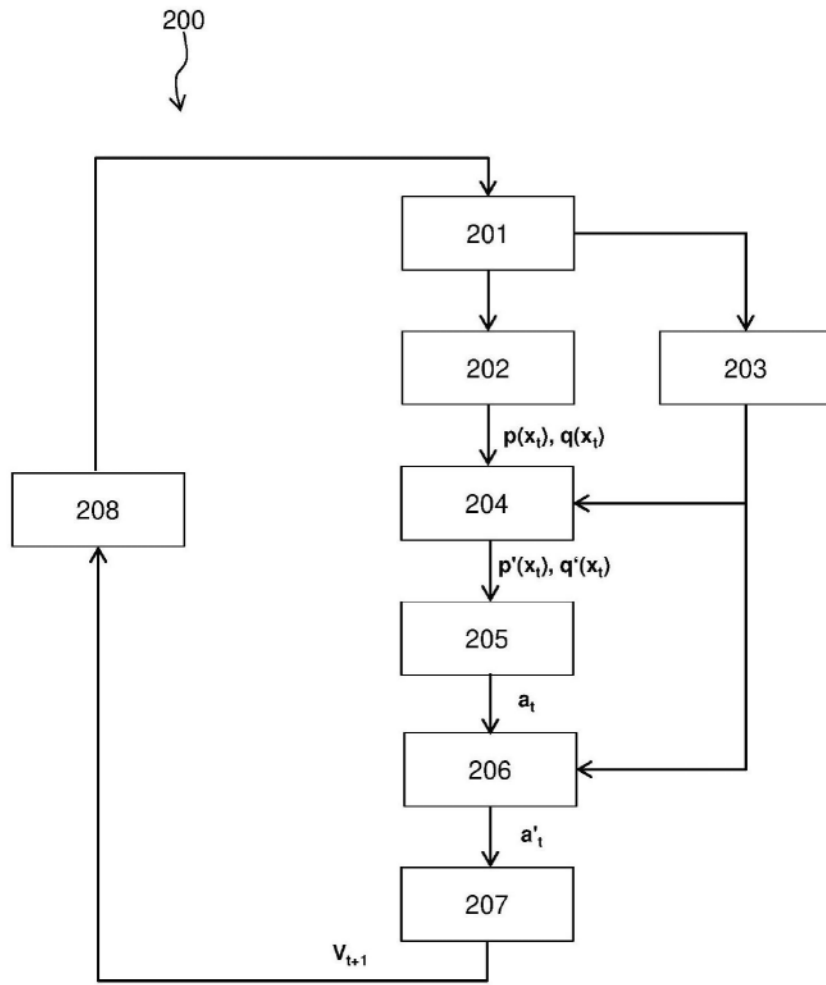 200
201
202
203
p(xₜ), q(xₜ)
204
208
p'(xₜ), q‘(xₜ)
205
aₜ
206
a'ₜ
207
Vₜ₊₁